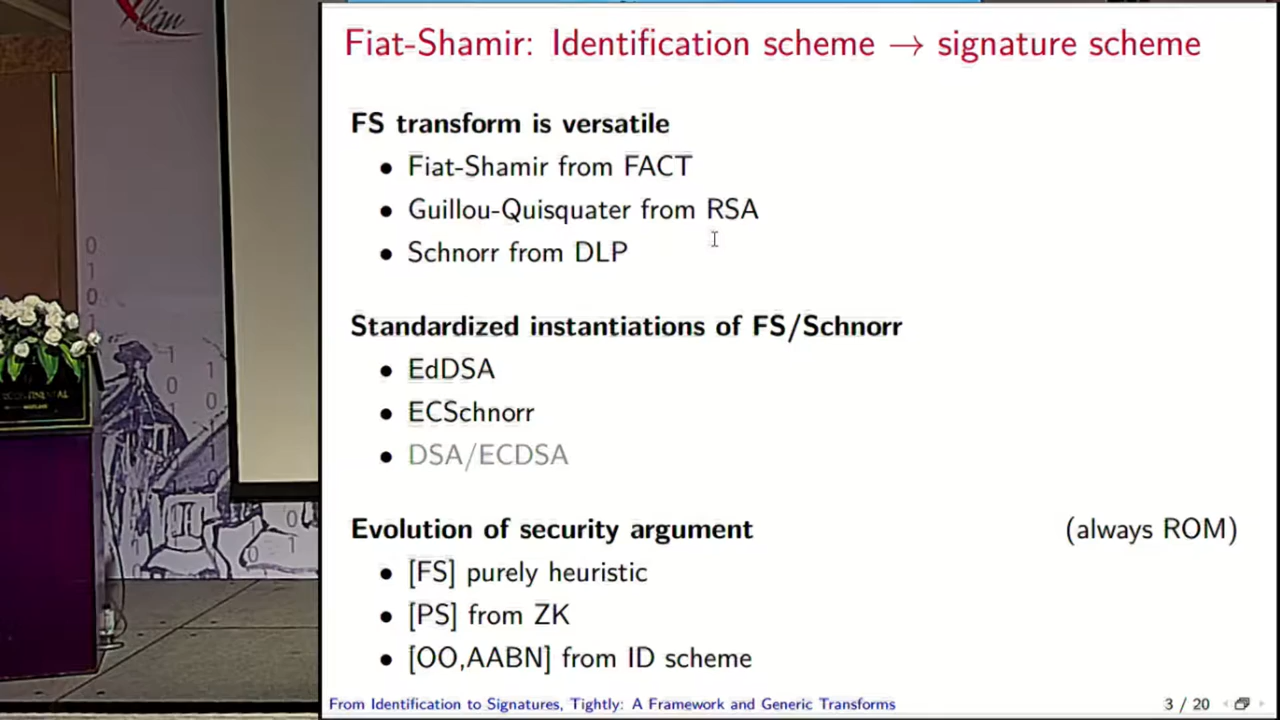 Xlim
Fiat-Shamir: Identification scheme → signature scheme
FS transform is versatile
• Fiat-Shamir from FACT
• Guillou-Quisquater from RSA
• Schnorr from DLP
Standardized instantiations of FS/Schnorr
• EdDSA
• ECSchnorr
• DSA/ECDSA
Evolution of security argument (always ROM)
• [FS] purely heuristic
• [PS] from ZK
• [OO,AABN] from ID scheme
From Identification to Signatures, Tightly: A Framework and Generic Transforms 3 / 20